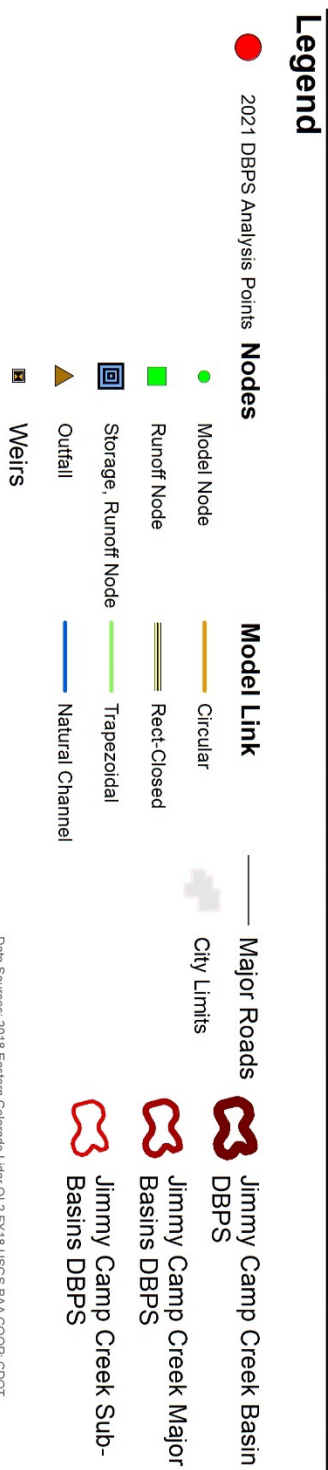 Legend
2021 DBPS Analysis Points
Nodes
Model Node
Runoff Node
Storage, Runoff Node
Outfall
Weirs
Model Link
Circular
Rect-Closed
Trapezoidal
Natural Channel
Major Roads
City Limits
Jimmy Camp Creek Basin
DBPS
Jimmy Camp Creek Major
Basins DBPS
Jimmy Camp Creek Sub-
Basins DBPS